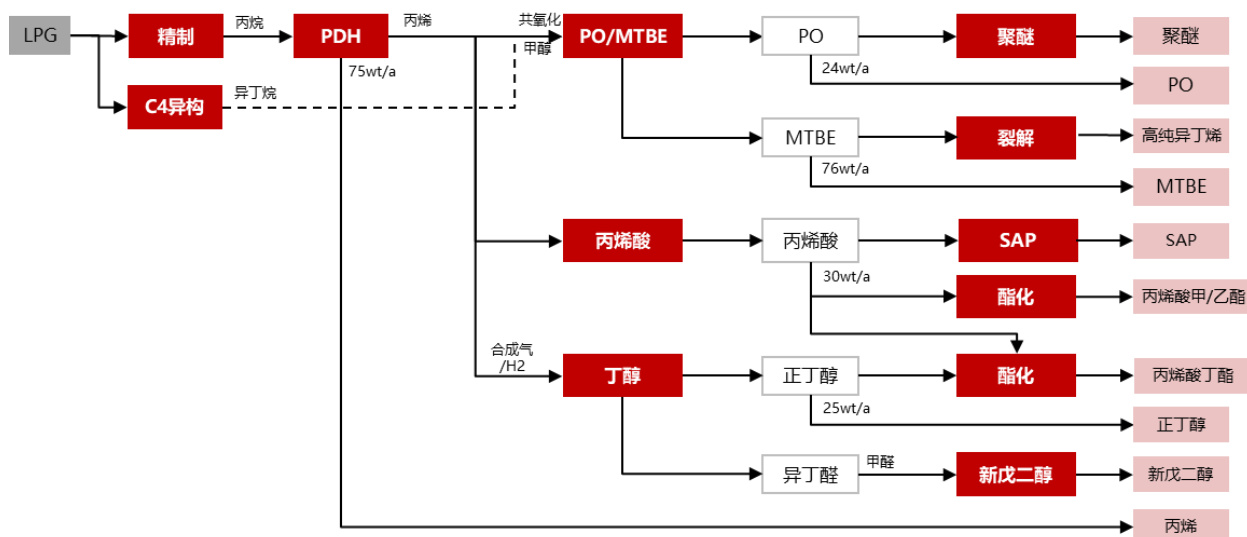 LPG
精制
丙烷
PDH
75wt/a
丙烯
共氧化
甲醇
PO/MTBE
PO
24wt/a
聚醚
聚醚
PO
C4异构
异丁烷
MTBE
76wt/a
裂解
高纯异丁烯
MTBE
丙烯酸
丙烯酸
30wt/a
SAP
SAP
酯化
丙烯酸甲/乙酯
合成气
/H2
丁醇
正丁醇
25wt/a
酯化
丙烯酸丁酯
正丁醇
异丁醛
甲醛
新戊二醇
新戊二醇
丙烯